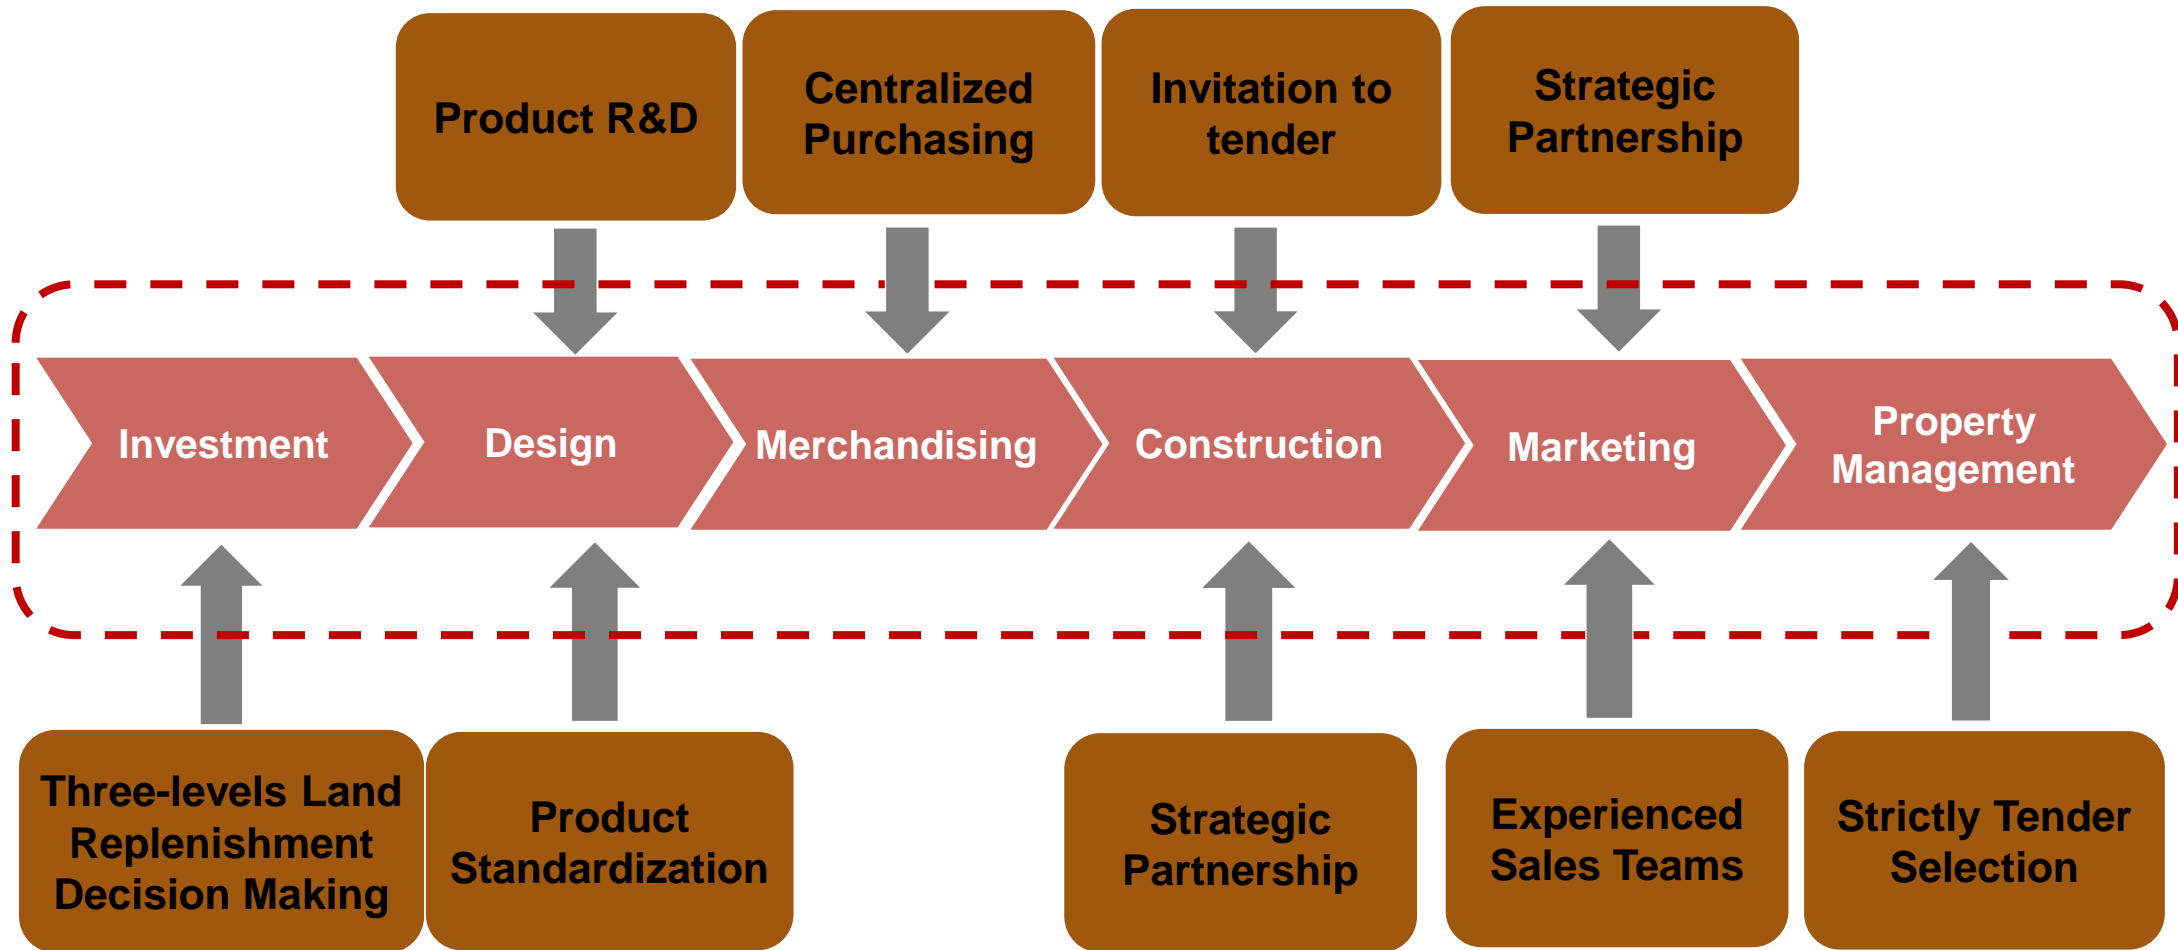 Product R&D
Centralized
Purchasing
Invitation to
tender
Strategic
Partnership
Investment
Design
Merchandising
Construction
Marketing
Property
Management
Three-levels Land
Replenishment
Decision Making
Product
Standardization
Strategic
Partnership
Experienced
Sales Teams
Strictly Tender
Selection